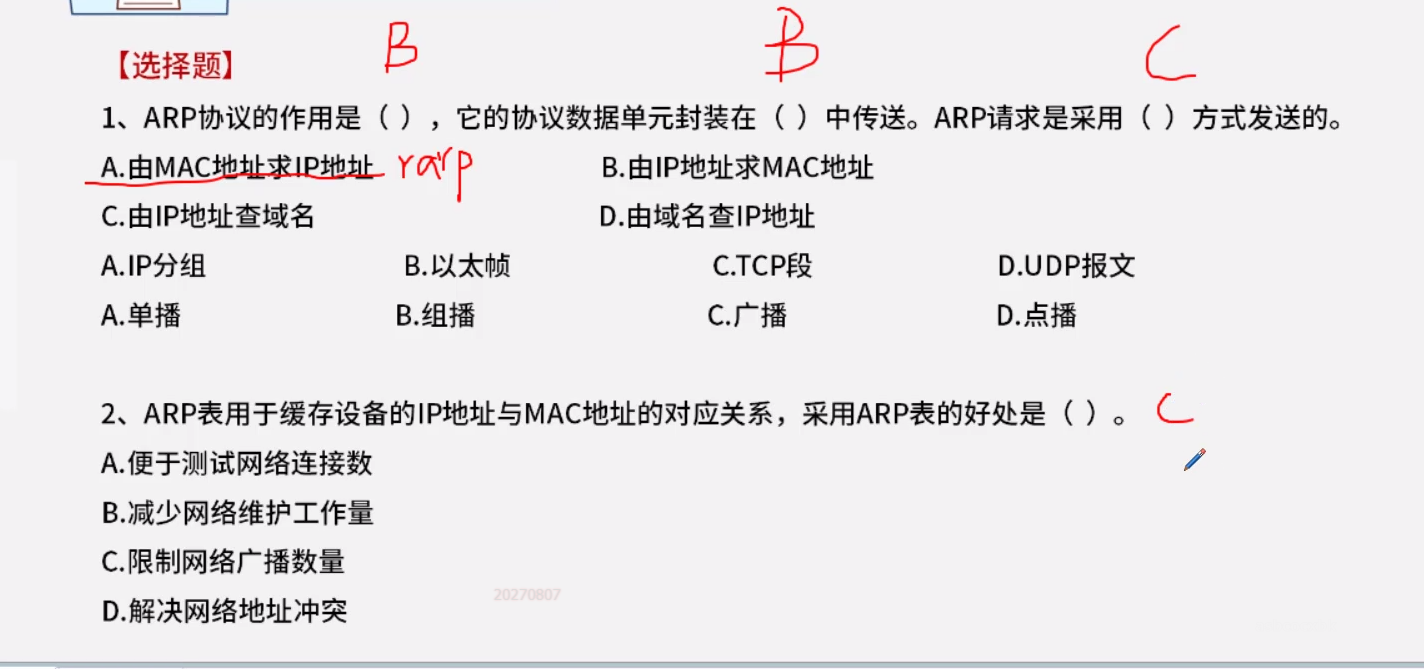 B B C
【选择题】
1、ARP协议的作用是（ ），它的协议数据单元封装在（ ）中传送。ARP请求是采用（ ）方式发送的。
A.由MAC地址求IP地址 rarp B.由IP地址求MAC地址
C.由IP地址查域名 D.由域名查IP地址
A.IP分组 B.以太帧 C.TCP段 D.UDP报文
A.单播 B.组播 C.广播 D.点播
2、ARP表用于缓存设备的IP地址与MAC地址的对应关系，采用ARP表的好处是（ ）。 C
A.便于测试网络连接数
B.减少网络维护工作量
C.限制网络广播数量
D.解决网络地址冲突
20270807